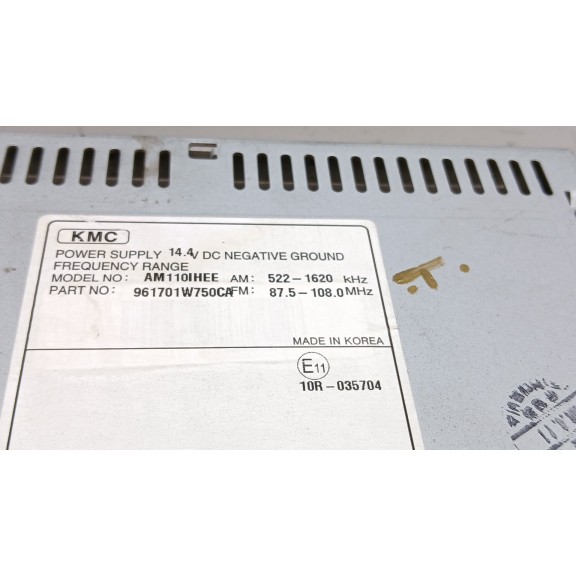 KMC
POWER SUPPLY 14.4V DC NEGATIVE GROUND
FREQUENCY RANGE
MODEL NO: AM110IHEE AM: 522-1620 kHz
PART NO: 961701W750CA FM: 87.5-108.0 MHz
MADE IN KOREA
E11
10R-035704